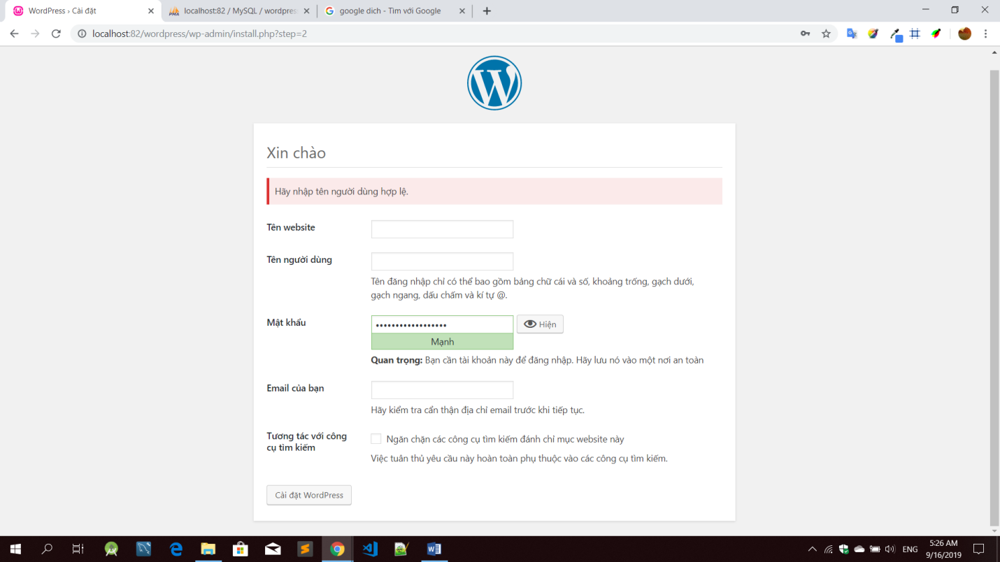 WordPress › Cài đặt
localhost:82 / MySQL / wordpres
google dich - Tìm với Google
localhost:82/wordpress/wp-admin/install.php?step=2
Xin chào
Hãy nhập tên người dùng hợp lệ.
Tên website
Tên người dùng
Tên đăng nhập chỉ có thể bao gồm bảng chữ cái và số, khoảng trống, gạch dưới,
gạch ngang, dấu chấm và kí tự @.
Mật khẩu
••••••••••••••••••
Hiện
Mạnh
Quan trọng: Bạn cần tài khoản này để đăng nhập. Hãy lưu nó vào một nơi an toàn
Email của bạn
Hãy kiểm tra cẩn thận địa chỉ email trước khi tiếp tục.
Tương tác với công
cụ tìm kiếm
Ngăn chặn các công cụ tìm kiếm đánh chỉ mục website này
Việc tuân thủ yêu cầu này hoàn toàn phụ thuộc vào các công cụ tìm kiếm.
Cài đặt WordPress
ENG
5:26 AM
9/16/2019